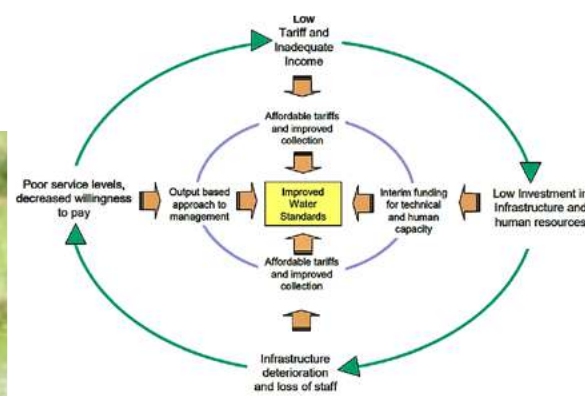 Low
Tariff and
Inadequate
Income
Affordable tariffs
and improved
collection
Poor service levels,
decreased willingness
to pay
Output based
approach to
management
Improved
Water
Standards
Interim funding
for technical
and human
capacity
Low Investment in
Infrastructure and
human resources
Affordable tariffs
and improved
collection
Infrastructure
deterioration
and loss of staff